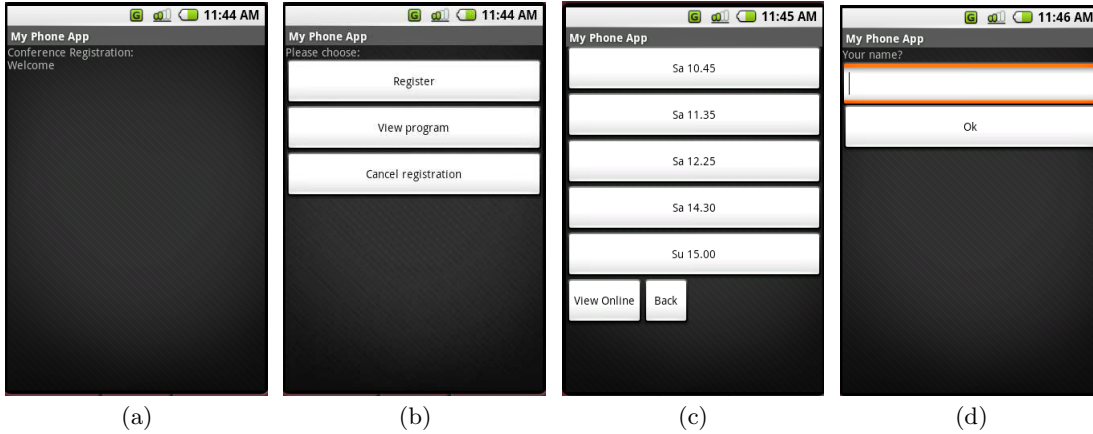 G 11:44 AM
My Phone App
Conference Registration:
Welcome
(a)
G 11:44 AM
My Phone App
Please choose:
Register
View program
Cancel registration
(b)
G 11:45 AM
My Phone App
Sa 10.45
Sa 11.35
Sa 12.25
Sa 14.30
Su 15.00
View Online Back
(c)
G 11:46 AM
My Phone App
Your name?
Ok
(d)